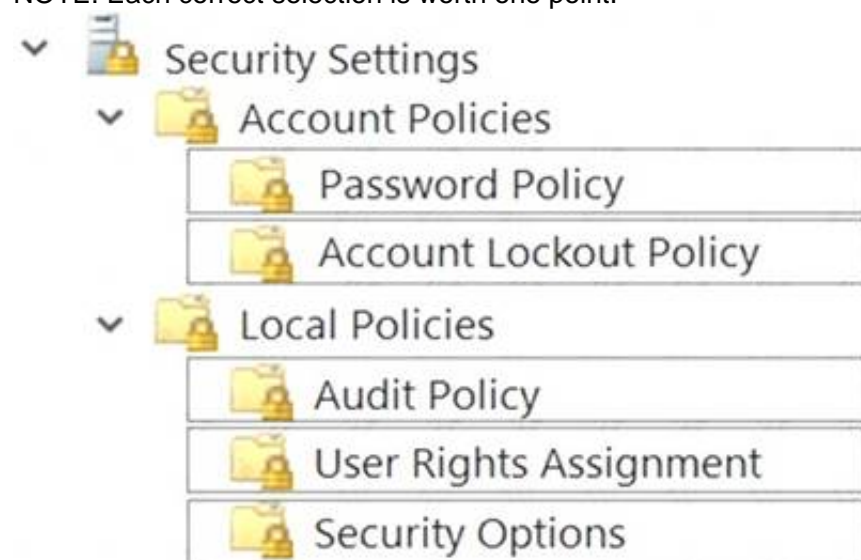 NOTE: Each correct selection is worth one point.
Security Settings
Account Policies
Password Policy
Account Lockout Policy
Local Policies
Audit Policy
User Rights Assignment
Security Options